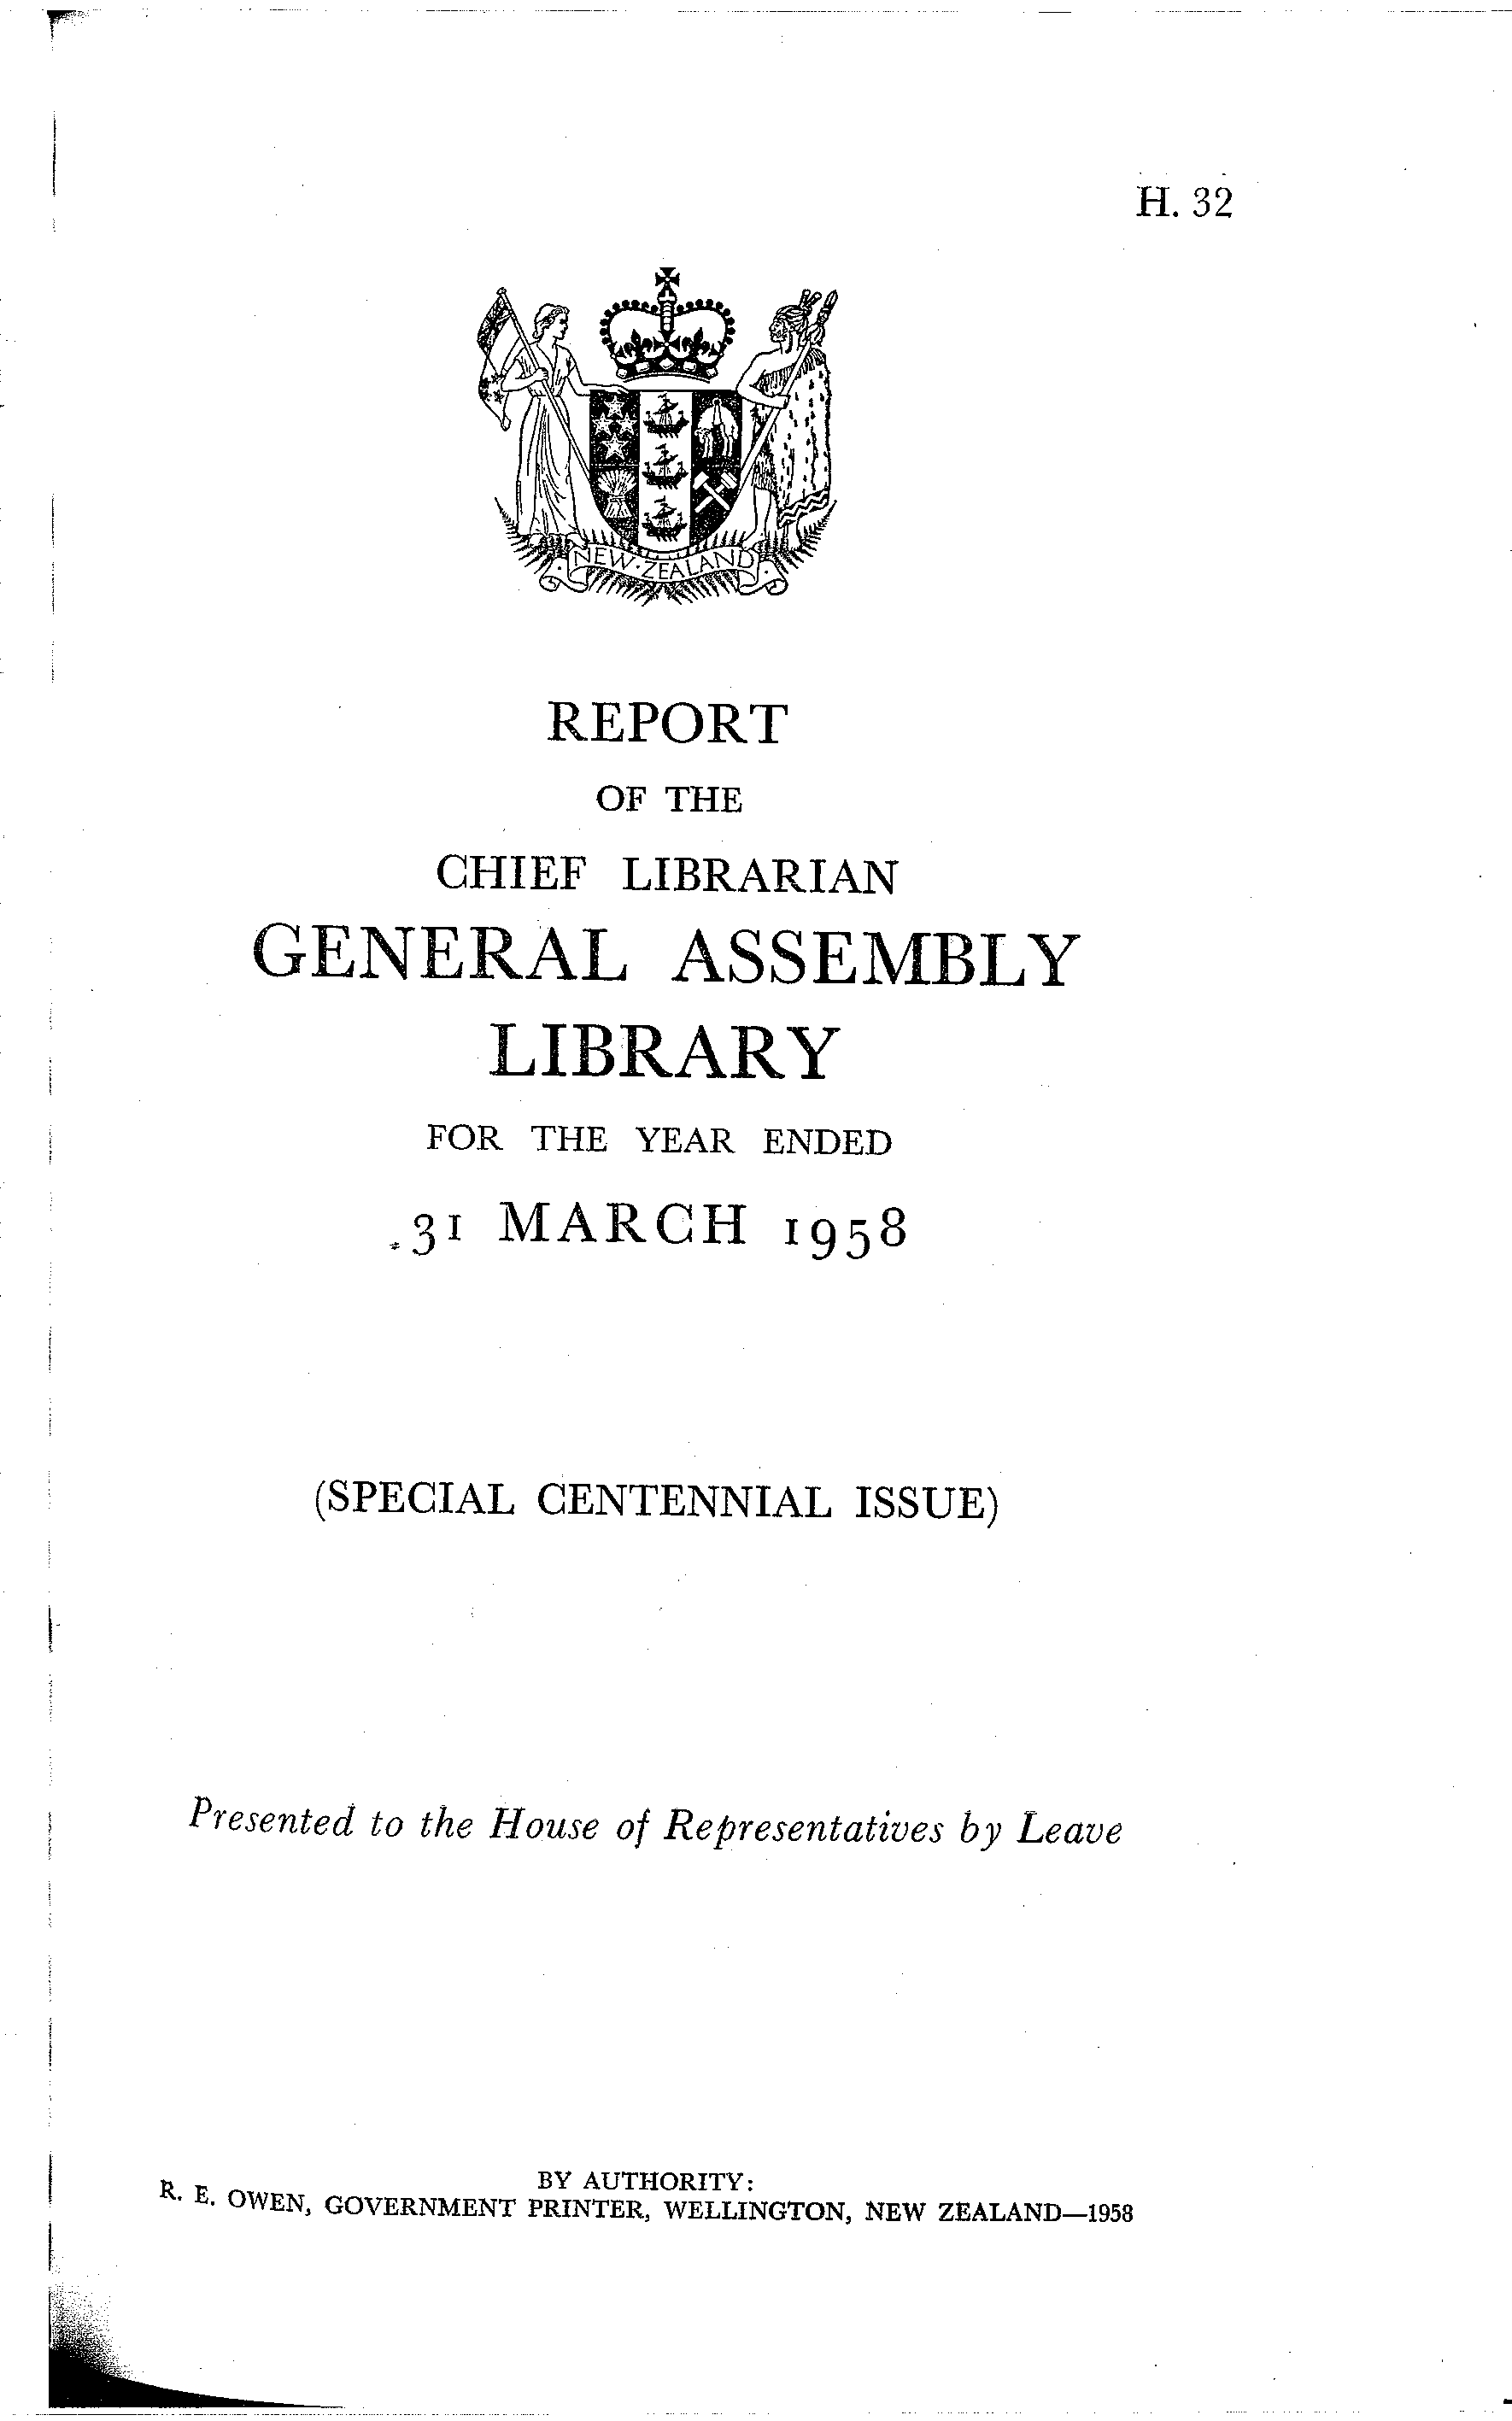 H. 32
NEW·ZEALAND
REPORT
OF THE
CHIEF LIBRARIAN
GENERAL ASSEMBLY
LIBRARY
FOR THE YEAR ENDED
31 MARCH 1958
(SPECIAL CENTENNIAL ISSUE)
Presented to the House of Representatives by Leave
BY AUTHORITY:
R. E. OWEN, GOVERNMENT PRINTER, WELLINGTON, NEW ZEALAND—1958